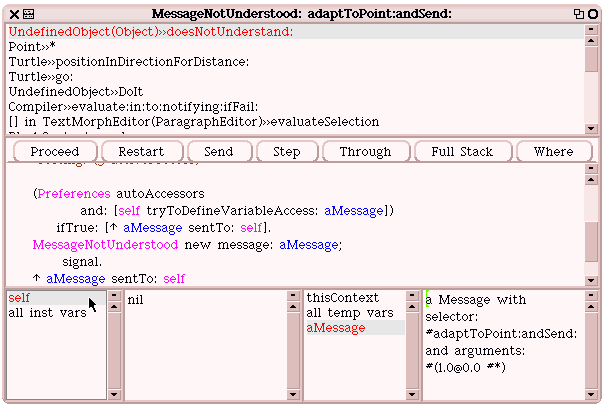 MessageNotUnderstood: adaptToPoint:andSend:
UndefinedObject(Object)»doesNotUnderstand:
Point»*
Turtle»positionInDirectionForDistance:
Turtle»go:
UndefinedObject»DoIt
Compiler»evaluate:in:to:notifying:ifFail:
[] in TextMorphEditor(ParagraphEditor)»evaluateSelection
Proceed Restart Send Step Through Full Stack Where
(Preferences autoAccessors
and: [self tryToDefineVariableAccess: aMessage])
ifTrue: [↑ aMessage sentTo: self].
MessageNotUnderstood new message: aMessage;
signal.
↑ aMessage sentTo: self
self
all inst vars
nil
thisContext
all temp vars
aMessage
a Message with
selector:
#adaptToPoint:andSend:
and arguments:
#(1.0@0.0 #*)